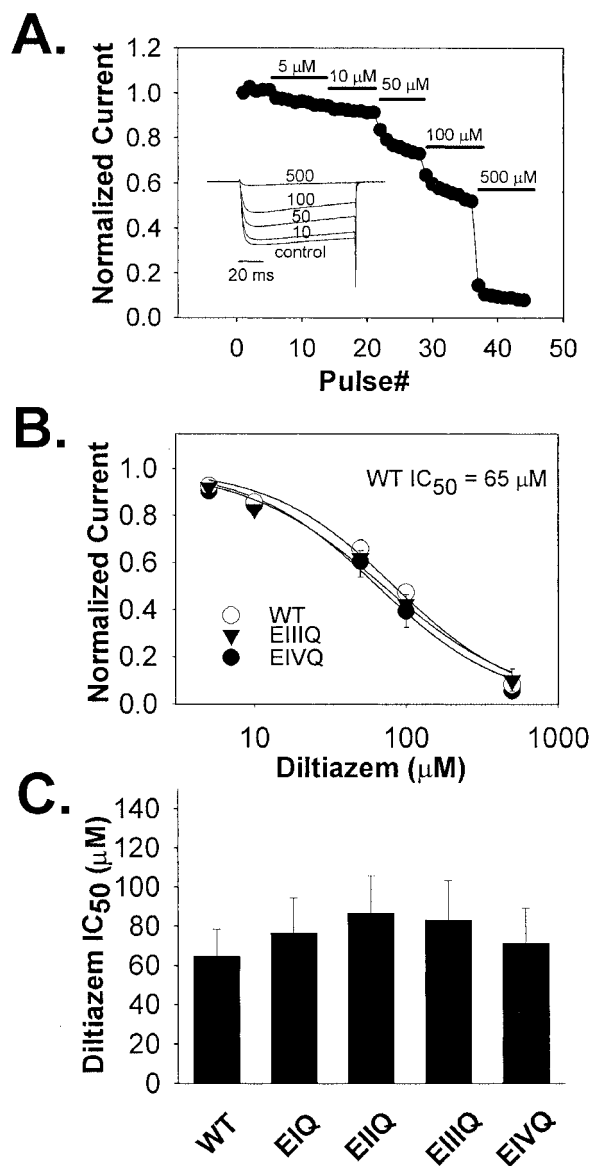 A.
Normalized Current
1.2
1.0
0.8
0.6
0.4
0.2
0.0
5 μM
10 μM
50 μM
100 μM
500 μM
500
100
50
10
control
20 ms
0 10 20 30 40 50
Pulse#
B.
Normalized Current
1.0
0.8
0.6
0.4
0.2
0.0
WT IC50 = 65 μM
WT
EIIIQ
EIVQ
10 100 1000
Diltiazem (μM)
C.
Diltiazem IC50 (μM)
140
120
100
80
60
40
20
0
WT EIQ EIIQ EIIIQ EIVQ